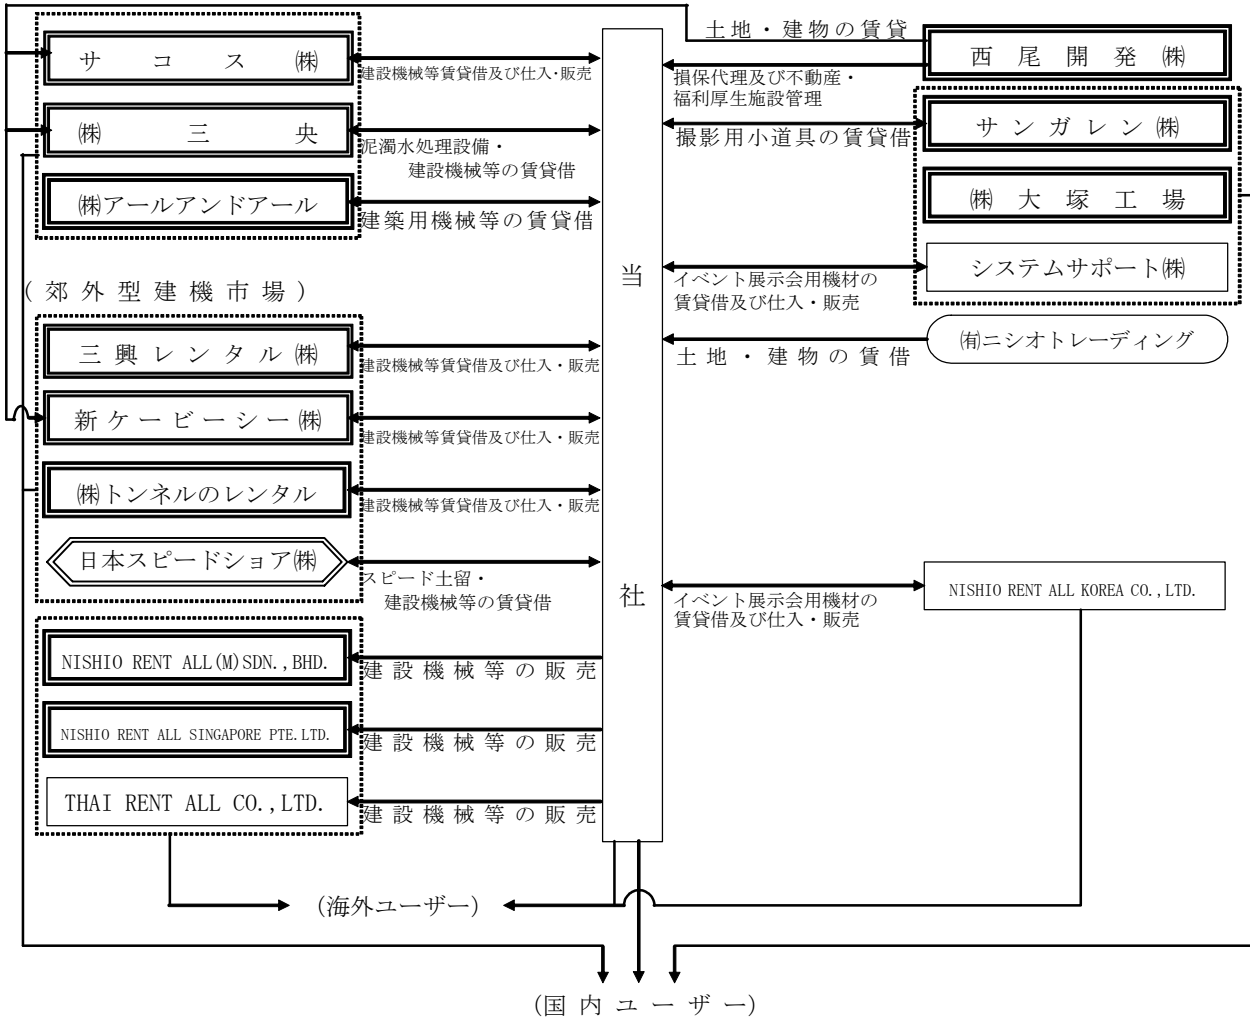 土地・建物の賃貸
西尾開発㈱
サコス㈱
建設機械等賃貸借及び仕入・販売
損保代理及び不動産・
福利厚生施設管理
㈱三央
泥濁水処理設備・
建設機械等の賃貸借
撮影用小道具の賃貸借
サンガレン㈱
㈱アールアンドアール
建築用機械等の賃貸借
㈱大塚工場
当社
イベント展示会用機材の
賃貸借及び仕入・販売
システムサポート㈱
(郊外型建機市場)
三興レンタル㈱
建設機械等賃貸借及び仕入・販売
土地・建物の賃借
㈲ニシオトレーディング
新ケービーシー㈱
建設機械等賃貸借及び仕入・販売
㈱トンネルのレンタル
建設機械等賃貸借及び仕入・販売
日本スピードショア㈱
スピード土留・
建設機械等の賃貸借
イベント展示会用機材の
賃貸借及び仕入・販売
NISHIO RENT ALL KOREA CO.,LTD.
NISHIO RENT ALL(M)SDN.,BHD.
建設機械等の販売
NISHIO RENT ALL SINGAPORE PTE.LTD.
建設機械等の販売
THAI RENT ALL CO.,LTD.
建設機械等の販売
(海外ユーザー)
(国内ユーザー)